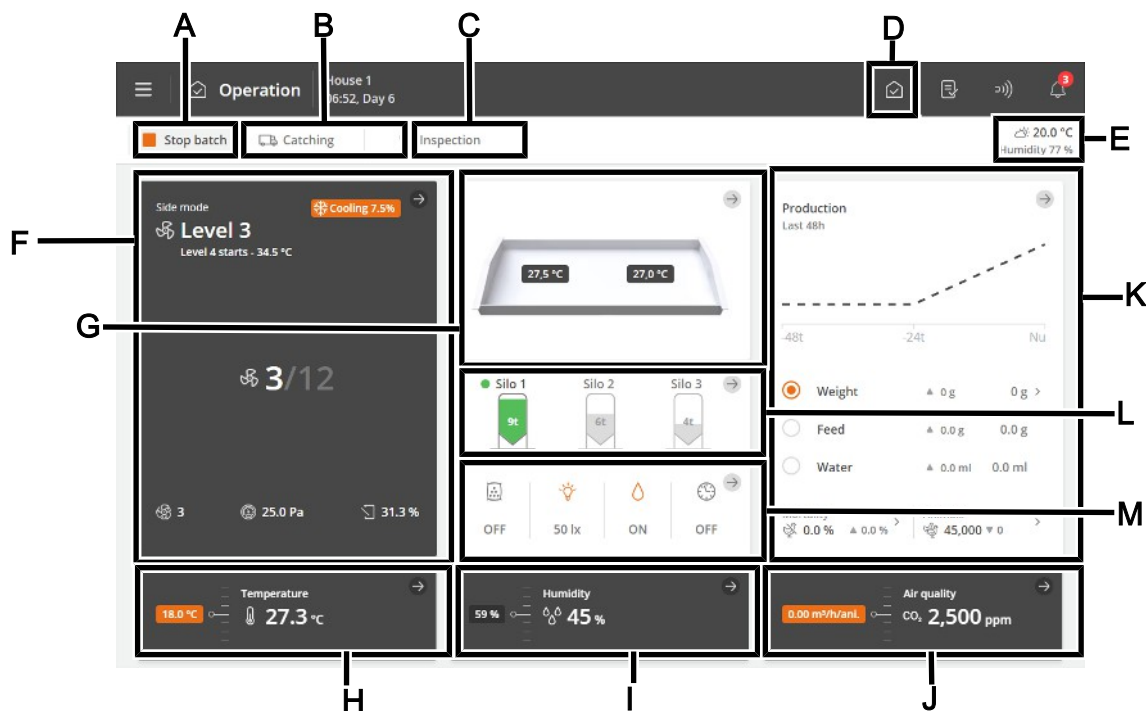 A
B
C
D
Operation
House 1
06:52, Day 6
3
Stop batch
Catching
Inspection
20.0 °C
Humidity 77 %
E
F
Side mode
Cooling 7.5%
Level 3
Level 4 starts - 34.5 °C
3/12
3
25.0 Pa
31.3 %
G
27,5 °C
27,0 °C
Silo 1
Silo 2
Silo 3
9t
6t
4t
L
OFF
50 lx
ON
OFF
M
Production
Last 48h
-48t
-24t
Nu
K
Weight
▲ 0 g
0 g >
Feed
▲ 0.0 g
0.0 g
Water
▲ 0.0 ml
0.0 ml
0.0 %
▲ 0.0 %
>
45,000
▼ 0
>
Temperature
18.0 °C
27.3 °C
H
Humidity
59 %
45 %
I
Air quality
0.00 m³/h/ani.
CO₂ 2,500 ppm
J